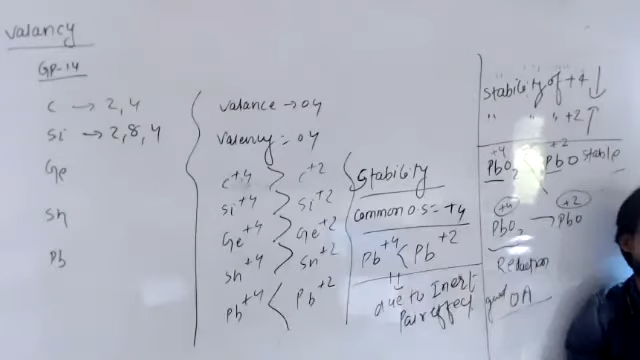 valancy
GP-14
C → 2, 4
Si → 2, 8, 4
Ge
Sn
Pb
valance → 04
valency = 04
C+4 > C+2
Si+4 > Si+2
Ge+4 > Ge+2
Sn+4 > Sn+2
Pb+4 < Pb+2
Stability
Common O.S = +4
Pb+4 < Pb+2
due to Inert
Pair effect
Stability of +4 ↓
" " +2 ↑
+4 +2
PbO2 PbO stable
+4 +2
PbO2 → PbO
Reduction
good OA